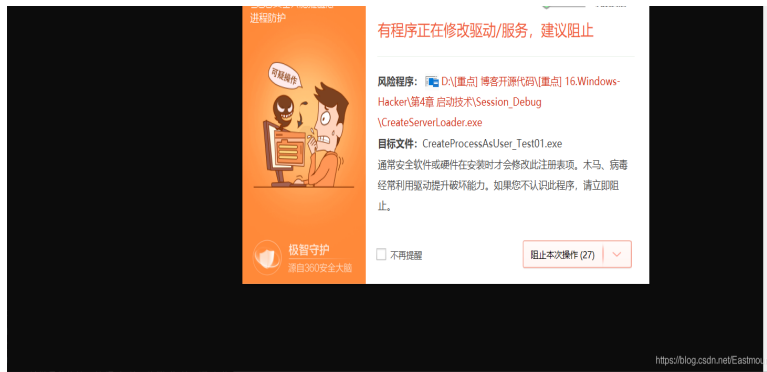 进程防护
有程序正在修改驱动/服务，建议阻止
可疑操作
风险程序： D:\[重点] 博客开源代码\[重点] 16.Windows-
Hacker\第4章 启动技术\Session_Debug
\CreateServerLoader.exe
目标文件：CreateProcessAsUser_Test01.exe
通常安全软件或硬件在安装时才会修改此注册表项。木马、病毒
经常利用驱动提升破坏能力。如果您不认识此程序，请立即阻
止。
极智守护
源自360安全大脑
不再提醒
阻止本次操作 (27)
https://blog.csdn.net/Eastmou